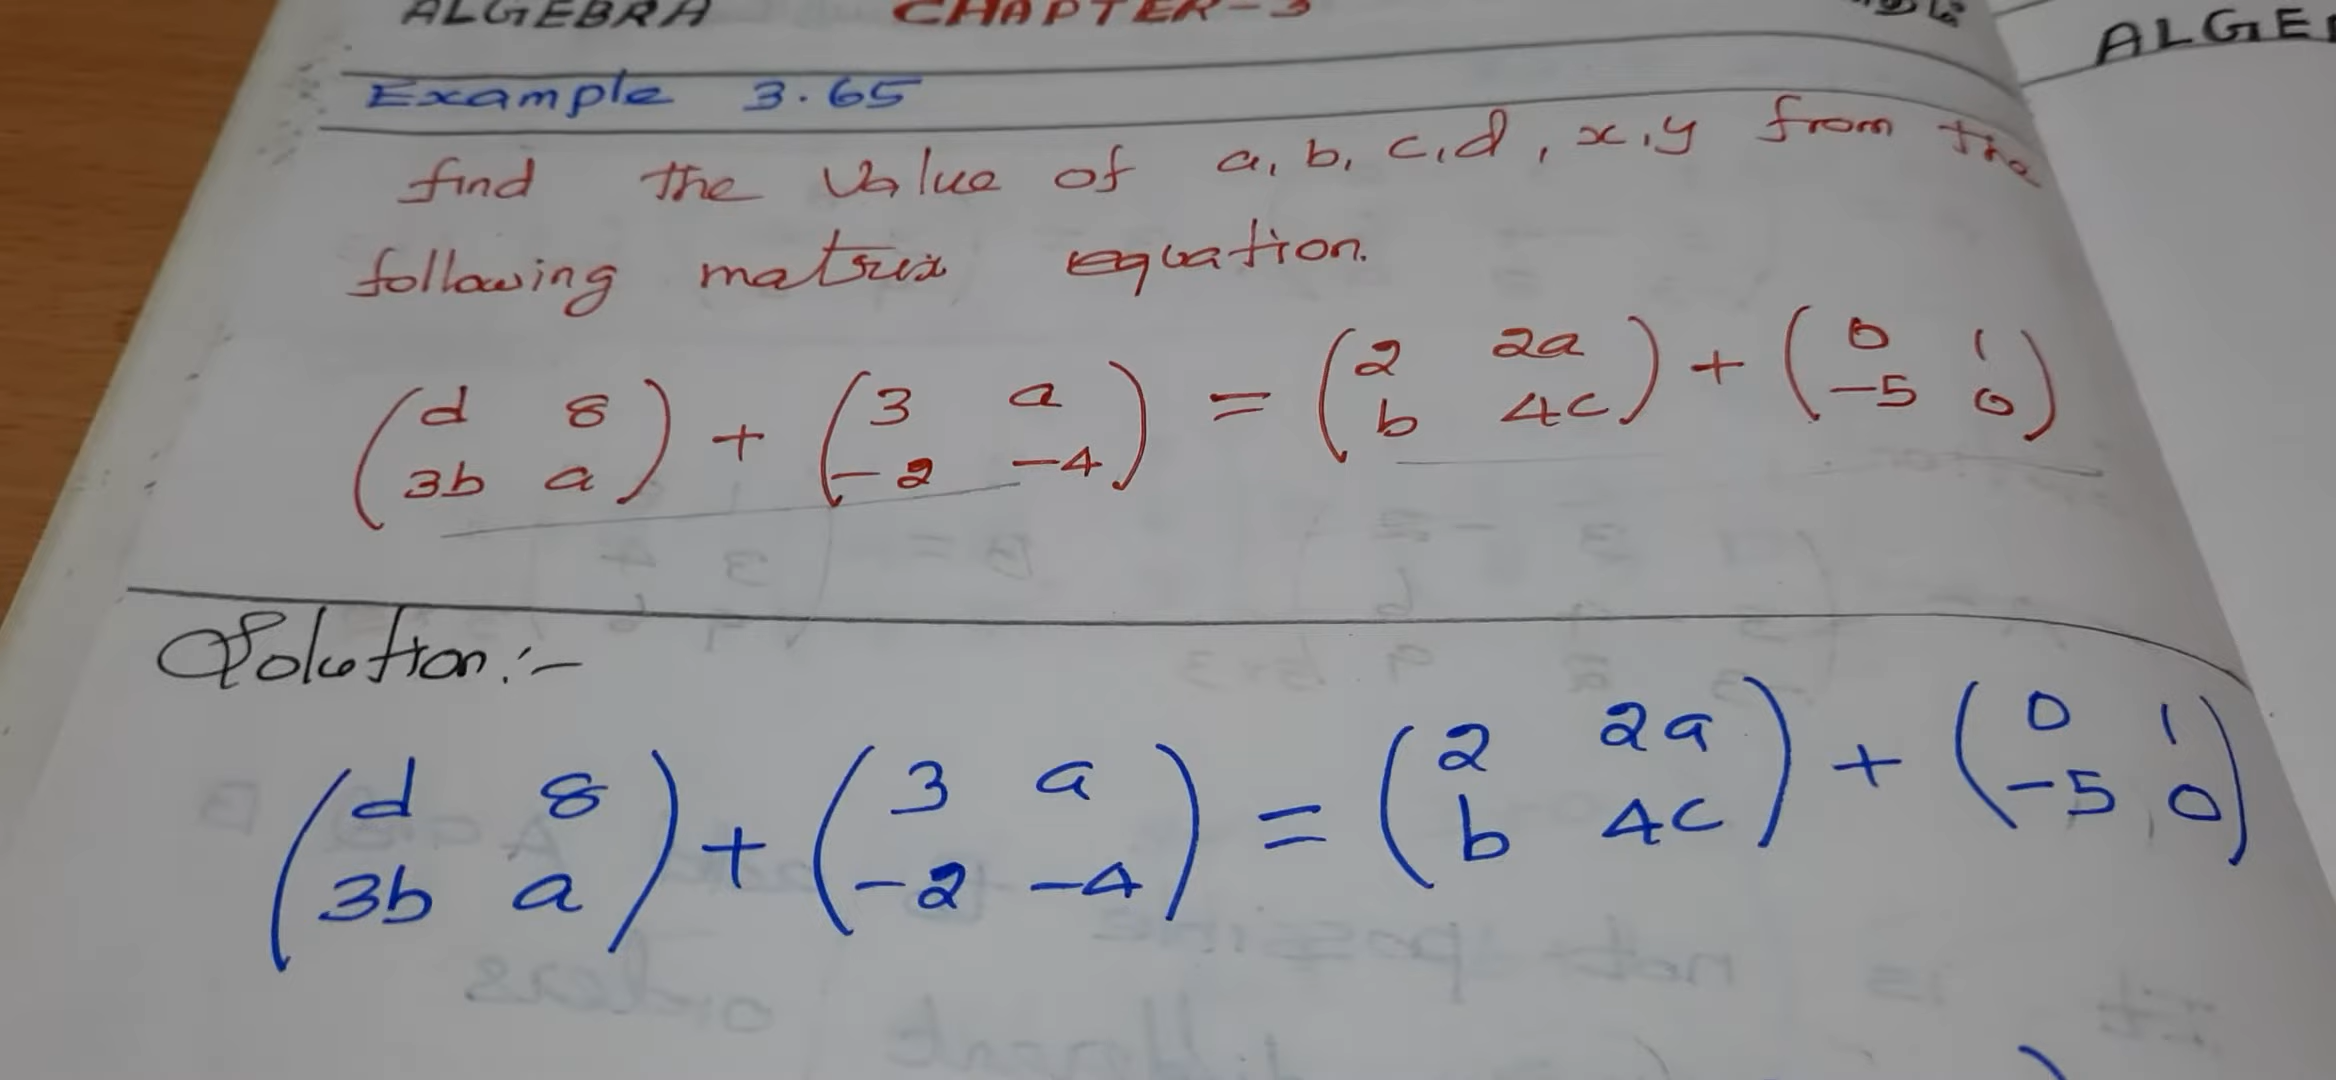 ALGEBRA CHAPTER-3
ALGE
Example 3.65
find the value of a, b, c, d, x, y from the
following matrix equation.
(d 8 + (3 a = (2 2a + (0 1
3b a) -2 -4) b 4c) -5 0)
Solution:-
(d 8 + (3 a = (2 2a + (0 1
3b a) -2 -4) b 4c) -5 0)